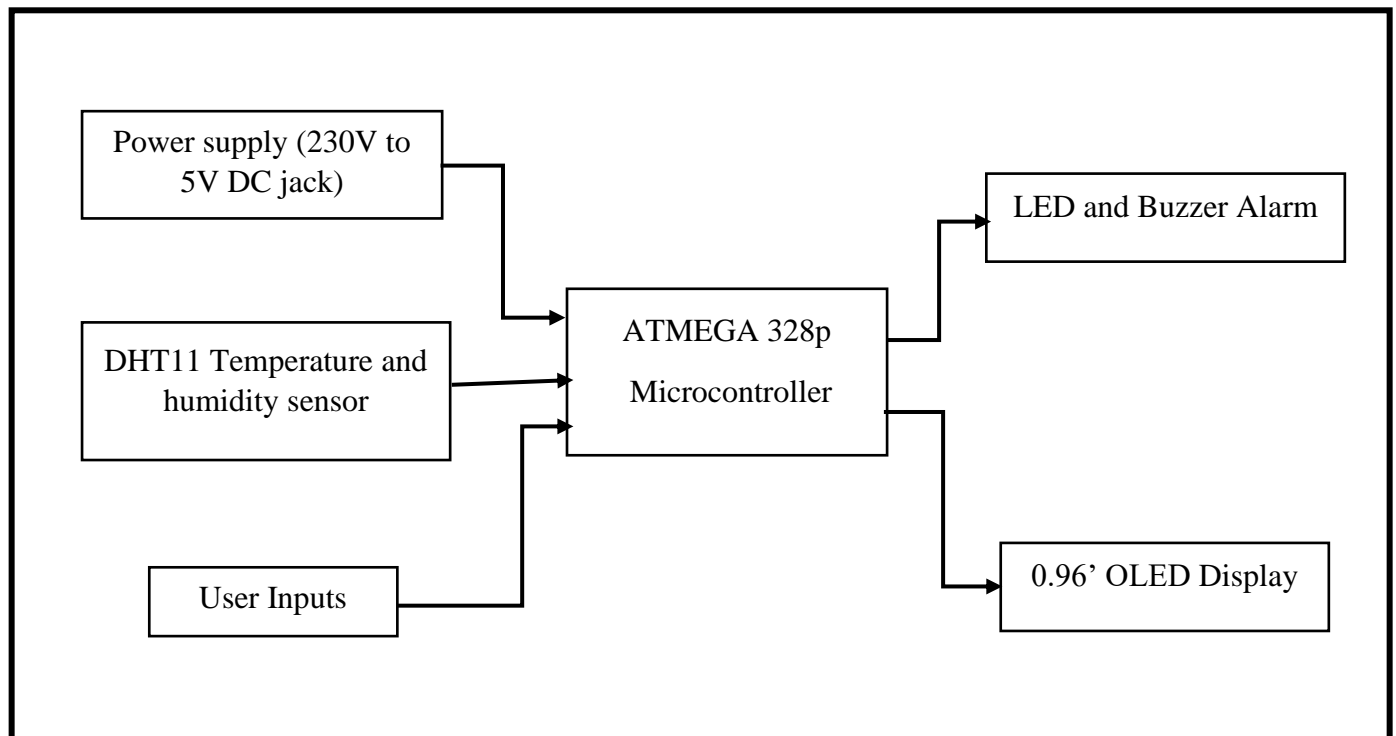 Power supply (230V to
5V DC jack)
DHT11 Temperature and
humidity sensor
User Inputs
ATMEGA 328p
Microcontroller
LED and Buzzer Alarm
0.96’ OLED Display